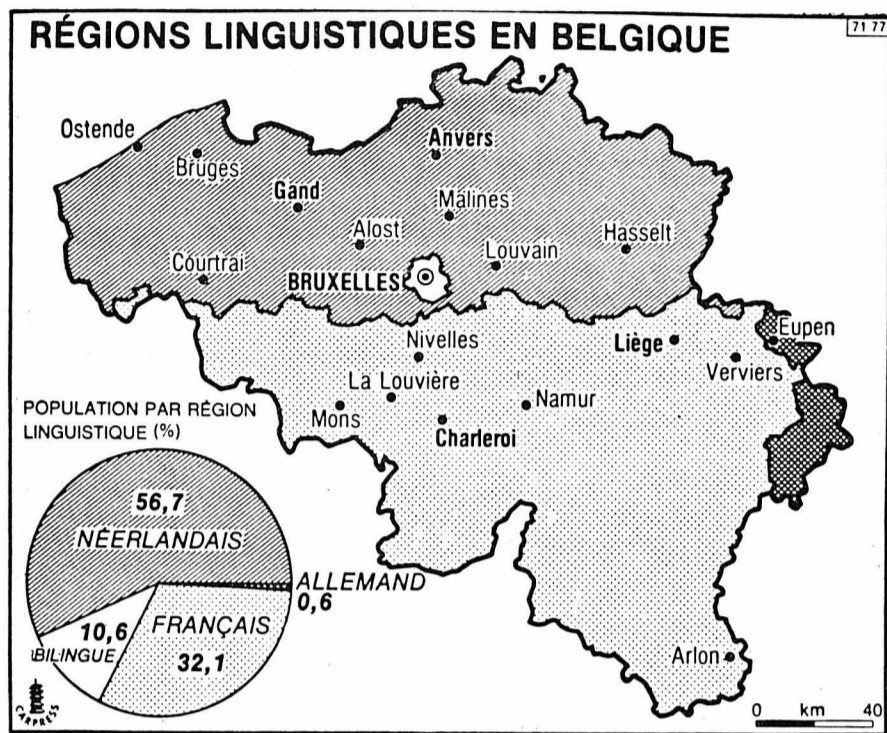 RÉGIONS LINGUISTIQUES EN BELGIQUE
71 77
Ostende
Bruges
Anvers
Gand
Malines
Alost
Hasselt
Louvain
Courtrai
BRUXELLES
Eupen
Nivelles
Liège
Verviers
La Louvière
Namur
Mons
Charleroi
POPULATION PAR RÉGION
LINGUISTIQUE (%)
56,7
NÉERLANDAIS
ALLEMAND
0,6
10,6
BILINGUE
FRANÇAIS
32,1
Arlon
0 km 40
CARPRESS